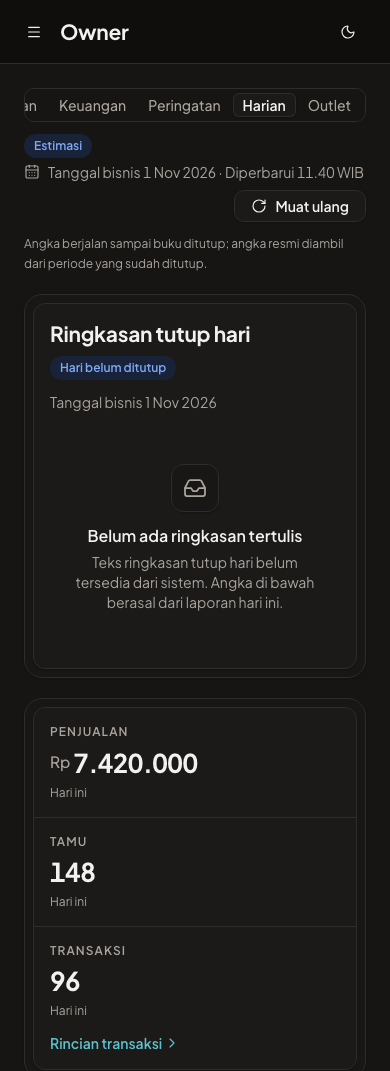 Owner
an Keuangan Peringatan Harian Outlet
Estimasi
Tanggal bisnis 1 Nov 2026 · Diperbarui 11.40 WIB
Muat ulang
Angka berjalan sampai buku ditutup; angka resmi diambil
dari periode yang sudah ditutup.
Ringkasan tutup hari
Hari belum ditutup
Tanggal bisnis 1 Nov 2026
Belum ada ringkasan tertulis
Teks ringkasan tutup hari belum
tersedia dari sistem. Angka di bawah
berasal dari laporan hari ini.
PENJUALAN
Rp 7.420.000
Hari ini
TAMU
148
Hari ini
TRANSAKSI
96
Hari ini
Rincian transaksi